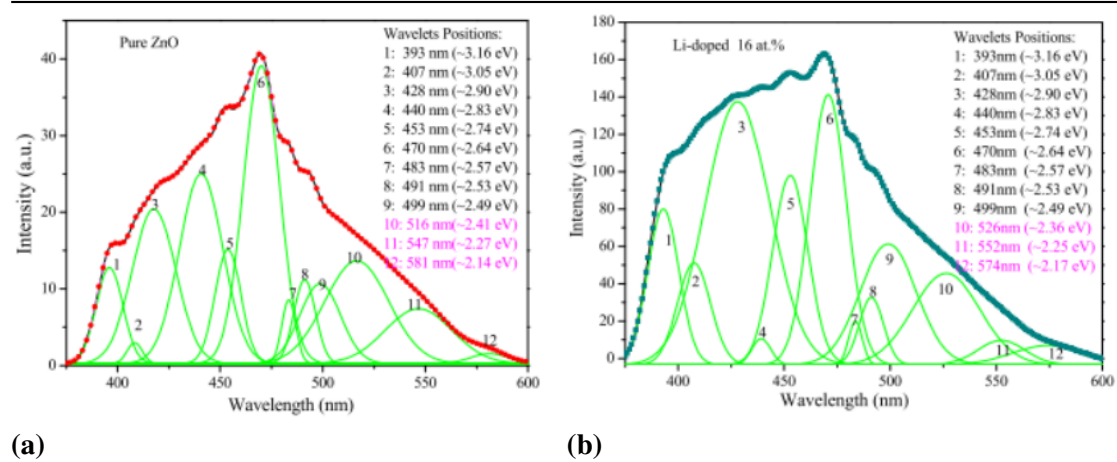 Pure ZnO
Wavelets Positions:
1: 393 nm (~3.16 eV)
2: 407 nm (~3.05 eV)
3: 428 nm (~2.90 eV)
4: 440 nm (~2.83 eV)
5: 453 nm (~2.74 eV)
6: 470 nm (~2.64 eV)
7: 483 nm (~2.57 eV)
8: 491 nm (~2.53 eV)
9: 499 nm (~2.49 eV)
10: 516 nm(~2.41 eV)
11: 547 nm(~2.27 eV)
12: 581 nm(~2.14 eV)
Intensity (a.u.)
40
30
20
10
0
1
2
3
4
5
6
7
8
9
10
11
12
400
450
500
550
600
Wavelength (nm)
(a)
Li-doped 16 at.%
Wavelets Positions:
1: 393nm (~3.16 eV)
2: 407nm (~3.05 eV)
3: 428nm (~2.90 eV)
4: 440nm (~2.83 eV)
5: 453nm (~2.74 eV)
6: 470nm (~2.64 eV)
7: 483nm (~2.57 eV)
8: 491nm (~2.53 eV)
9: 499nm (~2.49 eV)
10: 526nm (~2.36 eV)
11: 552nm (~2.25 eV)
12: 574nm (~2.17 eV)
Intensity (a.u.)
180
160
140
120
100
80
60
40
20
0
1
2
3
4
5
6
7
8
9
10
11
12
400
450
500
550
600
Wavelength (nm)
(b)